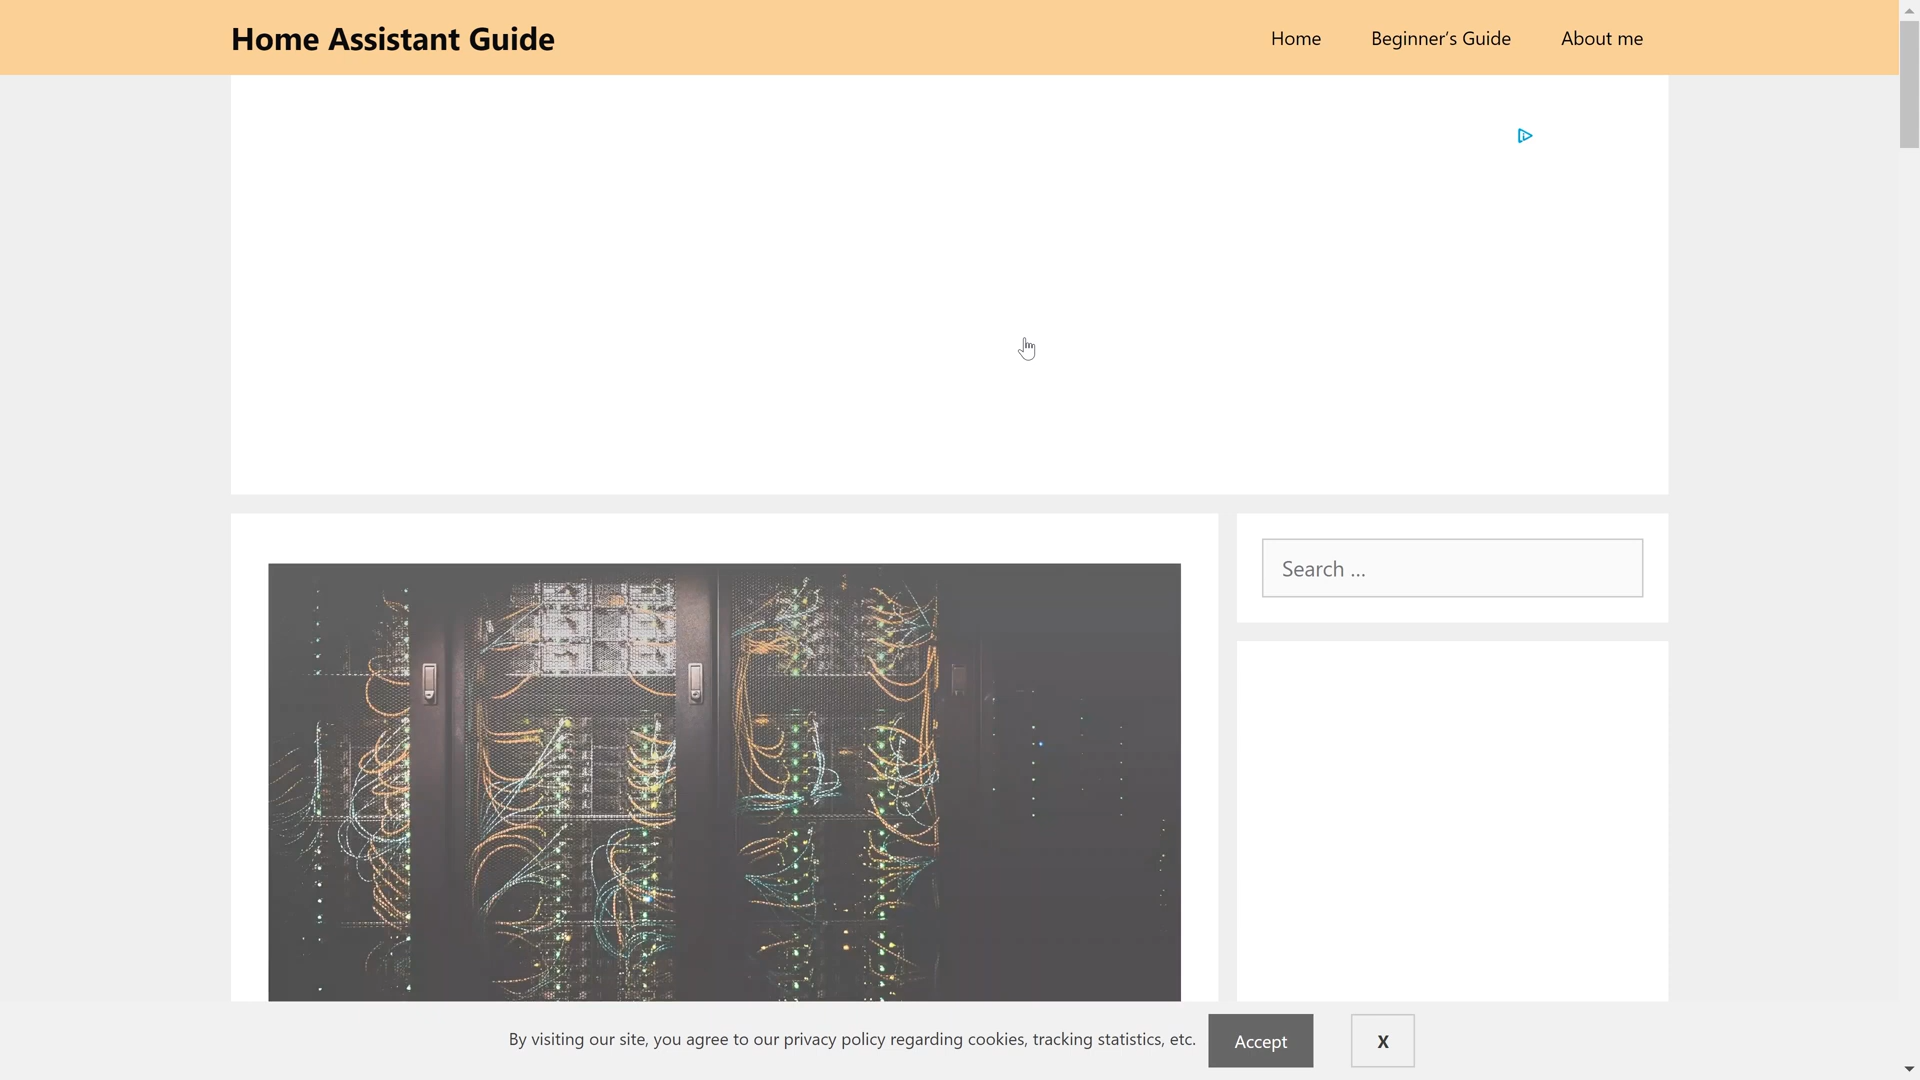 Home Assistant Guide
Home Beginner’s Guide About me
Search ...
By visiting our site, you agree to our privacy policy regarding cookies, tracking statistics, etc. Accept X